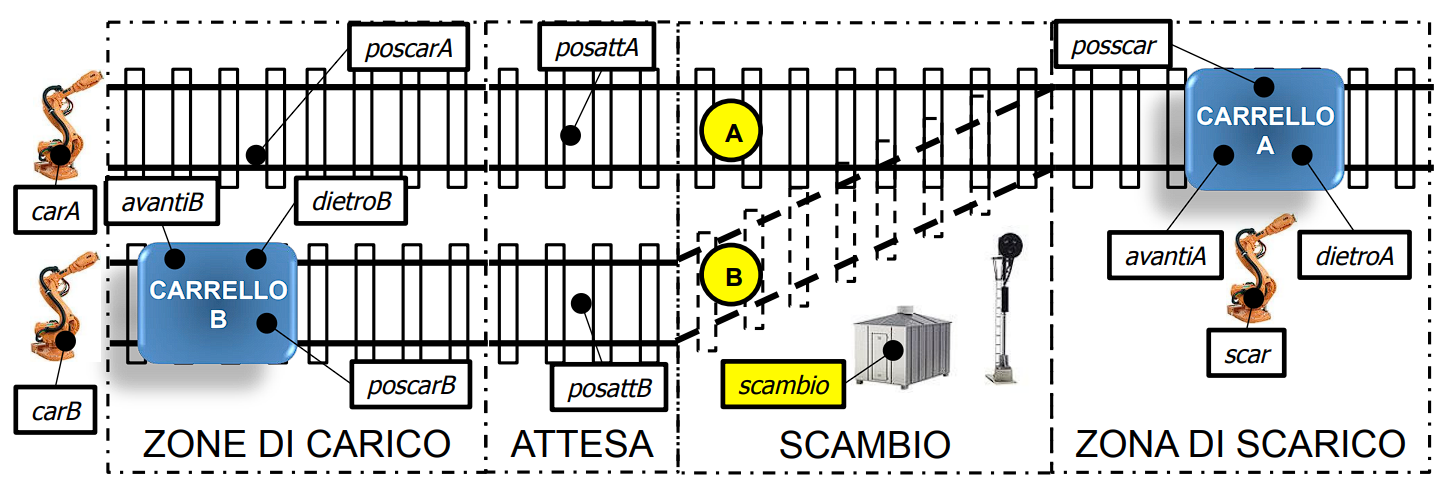 poscarA
posattA
posscar
A
CARRELLO
A
carA
avantiB
dietroB
avantiA
dietroA
CARRELLO
B
B
scambio
carB
poscarB
posattB
scar
ZONE DI CARICO
ATTESA
SCAMBIO
ZONA DI SCARICO